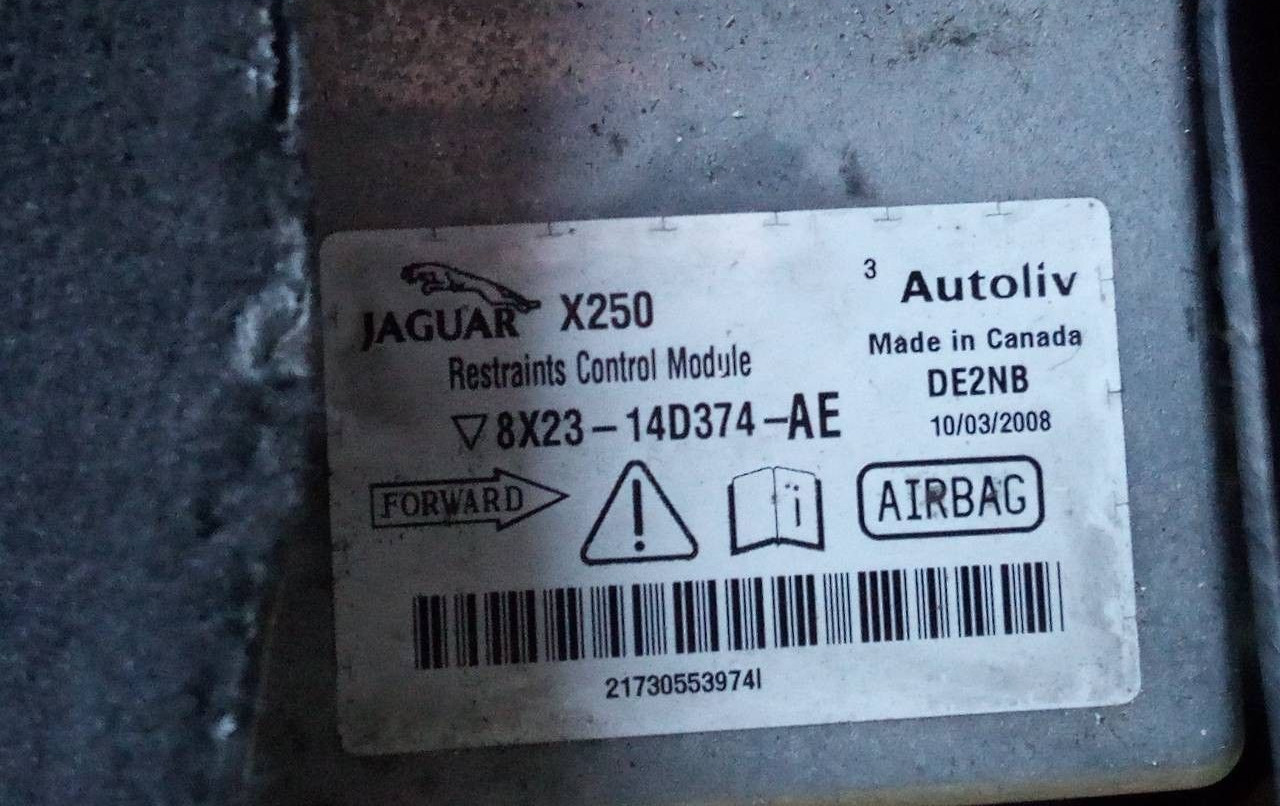 JAGUAR X250
Restraints Control Module
8X23-14D374-AE
3 Autoliv
Made in Canada
DE2NB
10/03/2008
FORWARD
!
i
AIRBAG
21730553974I